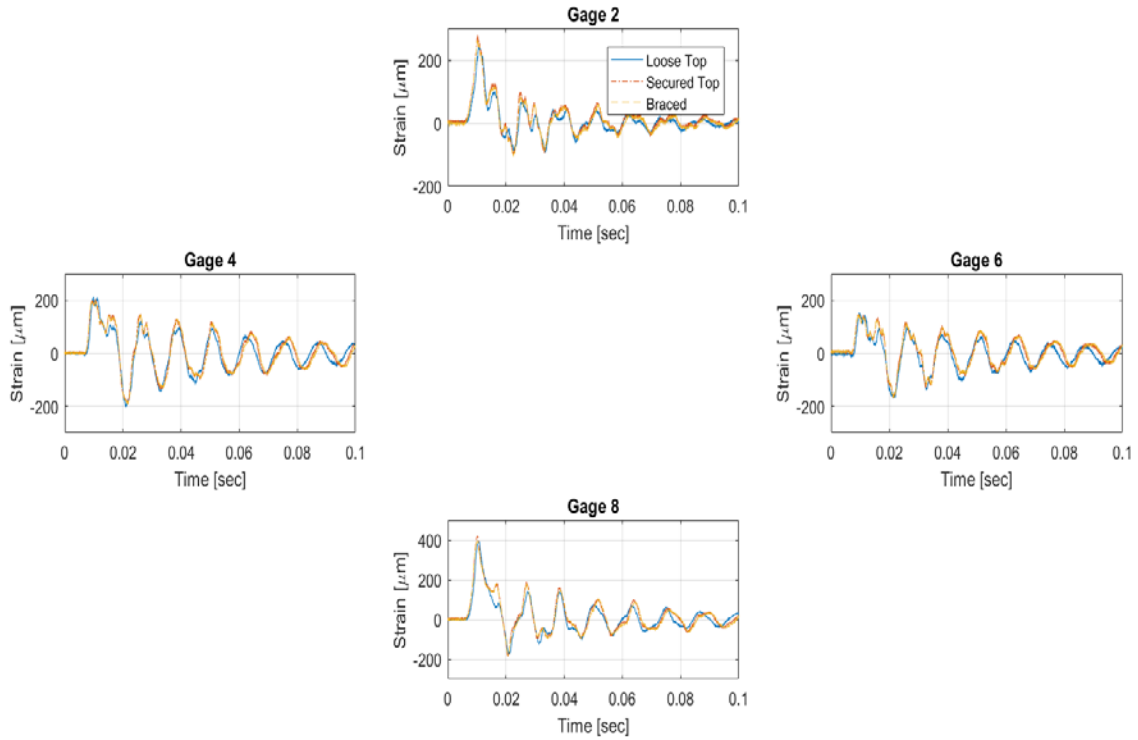 Gage 2
Strain [μm]
200
0
-200
Loose Top
Secured Top
Braced
0 0.02 0.04 0.06 0.08 0.1
Time [sec]
Gage 4
Strain [μm]
200
0
-200
0 0.02 0.04 0.06 0.08 0.1
Time [sec]
Gage 6
Strain [μm]
200
0
-200
0 0.02 0.04 0.06 0.08 0.1
Time [sec]
Gage 8
Strain [μm]
400
200
0
-200
0 0.02 0.04 0.06 0.08 0.1
Time [sec]